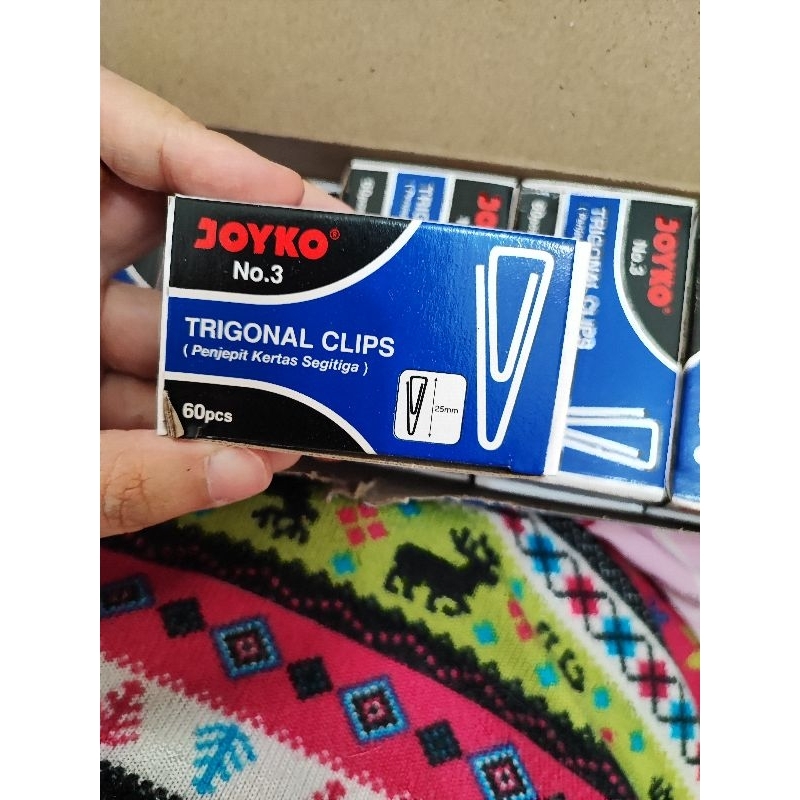 JOYKO®
No.3
TRIGONAL CLIPS
( Penjepit Kertas Segitiga )
25mm
60pcs
JOYKO
No.3
TRIGONAL CLIPS